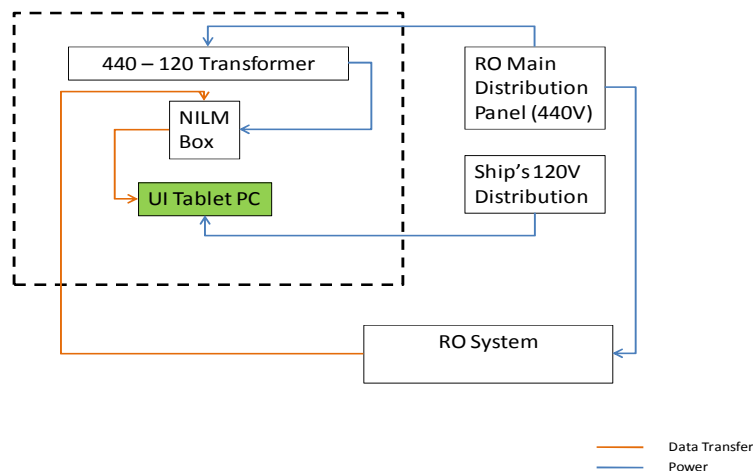 440 – 120 Transformer
RO Main
Distribution
Panel (440V)
NILM
Box
Ship's 120V
Distribution
UI Tablet PC
RO System
Data Transfer
Power